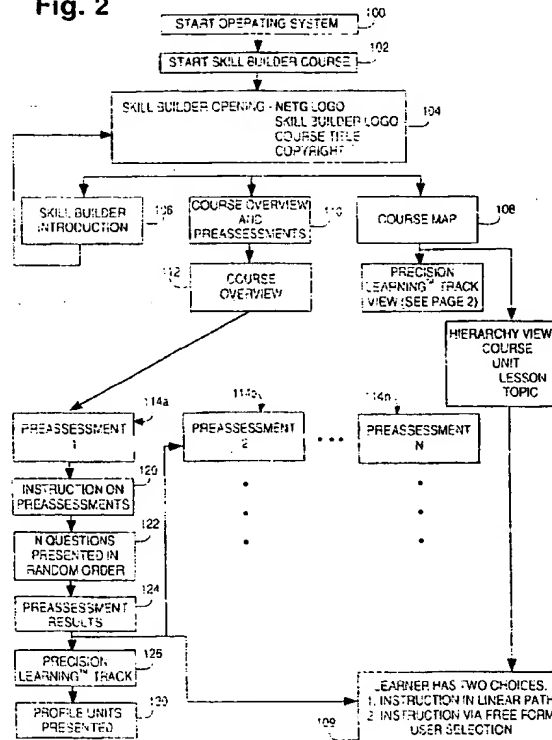 Fig. 2
START OPERATING SYSTEM
100
START SKILL BUILDER COURSE
102
SKILL BUILDER OPENING - NETG LOGO
SKILL BUILDER LOGO
COURSE TITLE
COPYRIGHT
104
SKILL BUILDER
INTRODUCTION
106
COURSE OVERVIEW
AND
PREASSESSMENTS
110
COURSE MAP
108
112
COURSE
OVERVIEW
PRECISION
LEARNING™ TRACK
VIEW (SEE PAGE 2)
HIERARCHY VIEW
COURSE
UNIT
LESSON
TOPIC
PREASSESSMENT
1
114a
PREASSESSMENT
2
PREASSESSMENT
N
114n
INSTRUCTION ON
PREASSESSMENTS
120
N QUESTIONS
PRESENTED IN
RANDOM ORDER
122
PREASSESSMENT
RESULTS
124
PRECISION
LEARNING™ TRACK
126
PROFILE UNITS
PRESENTED
130
LEARNER HAS TWO CHOICES.
1. INSTRUCTION IN LINEAR PATH
2 INSTRUCTION VIA FREE FORM
USER SELECTION
109